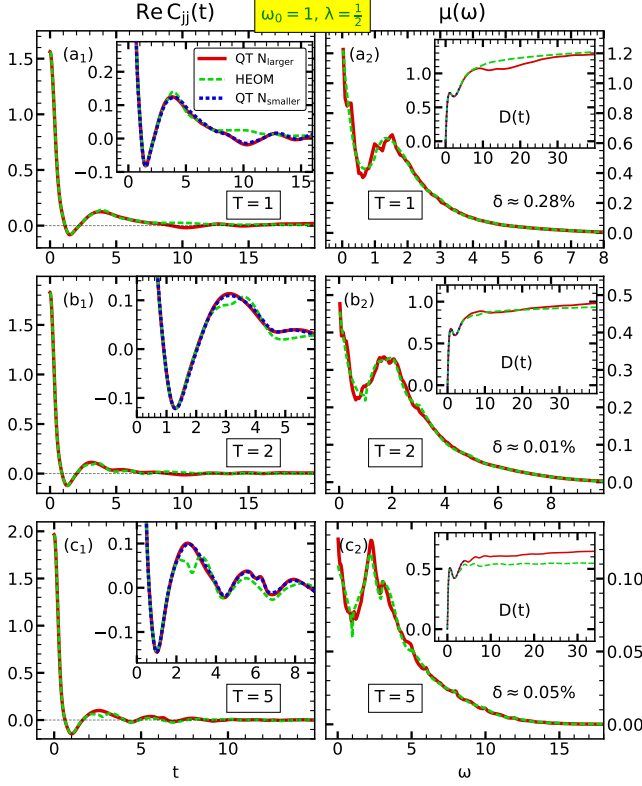 Re C_jj(t)
ω₀ = 1, λ = 1/2
μ(ω)
(a₁)
QT N_larger
HEOM
QT N_smaller
0.2
0.1
0.0
−0.1
0 5 10 15
T = 1
1.5
1.0
0.5
0.0
0 5 10 15
(a₂)
1.0
0.5
0.0
0 10 20 30
D(t)
δ ≈ 0.28%
T = 1
1.2
1.0
0.8
0.6
0.4
0.2
0.0
0 1 2 3 4 5 6 7 8
(b₁)
0.1
0.0
−0.1
0 1 2 3 4 5
T = 2
1.5
1.0
0.5
0.0
0 5 10 15
(b₂)
1.0
0.5
0.0
0 10 20 30
D(t)
δ ≈ 0.01%
T = 2
0.5
0.4
0.3
0.2
0.1
0.0
0 2 4 6 8
(c₁)
0.1
0.0
−0.1
0 2 4 6 8
T = 5
2.0
1.5
1.0
0.5
0.0
0 5 10
t
(c₂)
0.5
0.0
0 10 20 30
D(t)
δ ≈ 0.05%
T = 5
0.10
0.05
0.00
0 5 10 15
ω